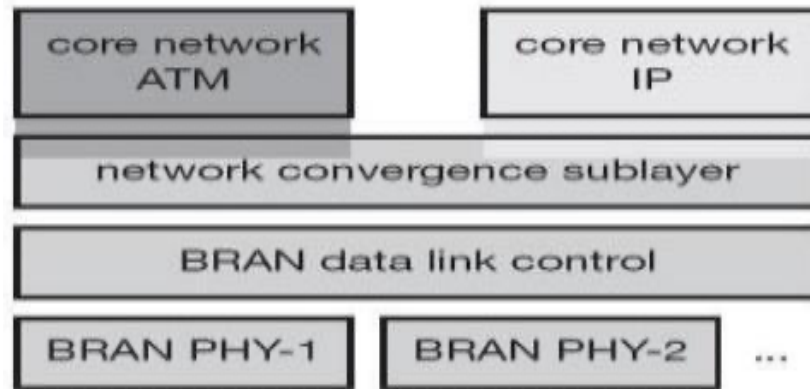 core network
ATM
core network
IP
network convergence sublayer
BRAN data link control
BRAN PHY-1
BRAN PHY-2
...